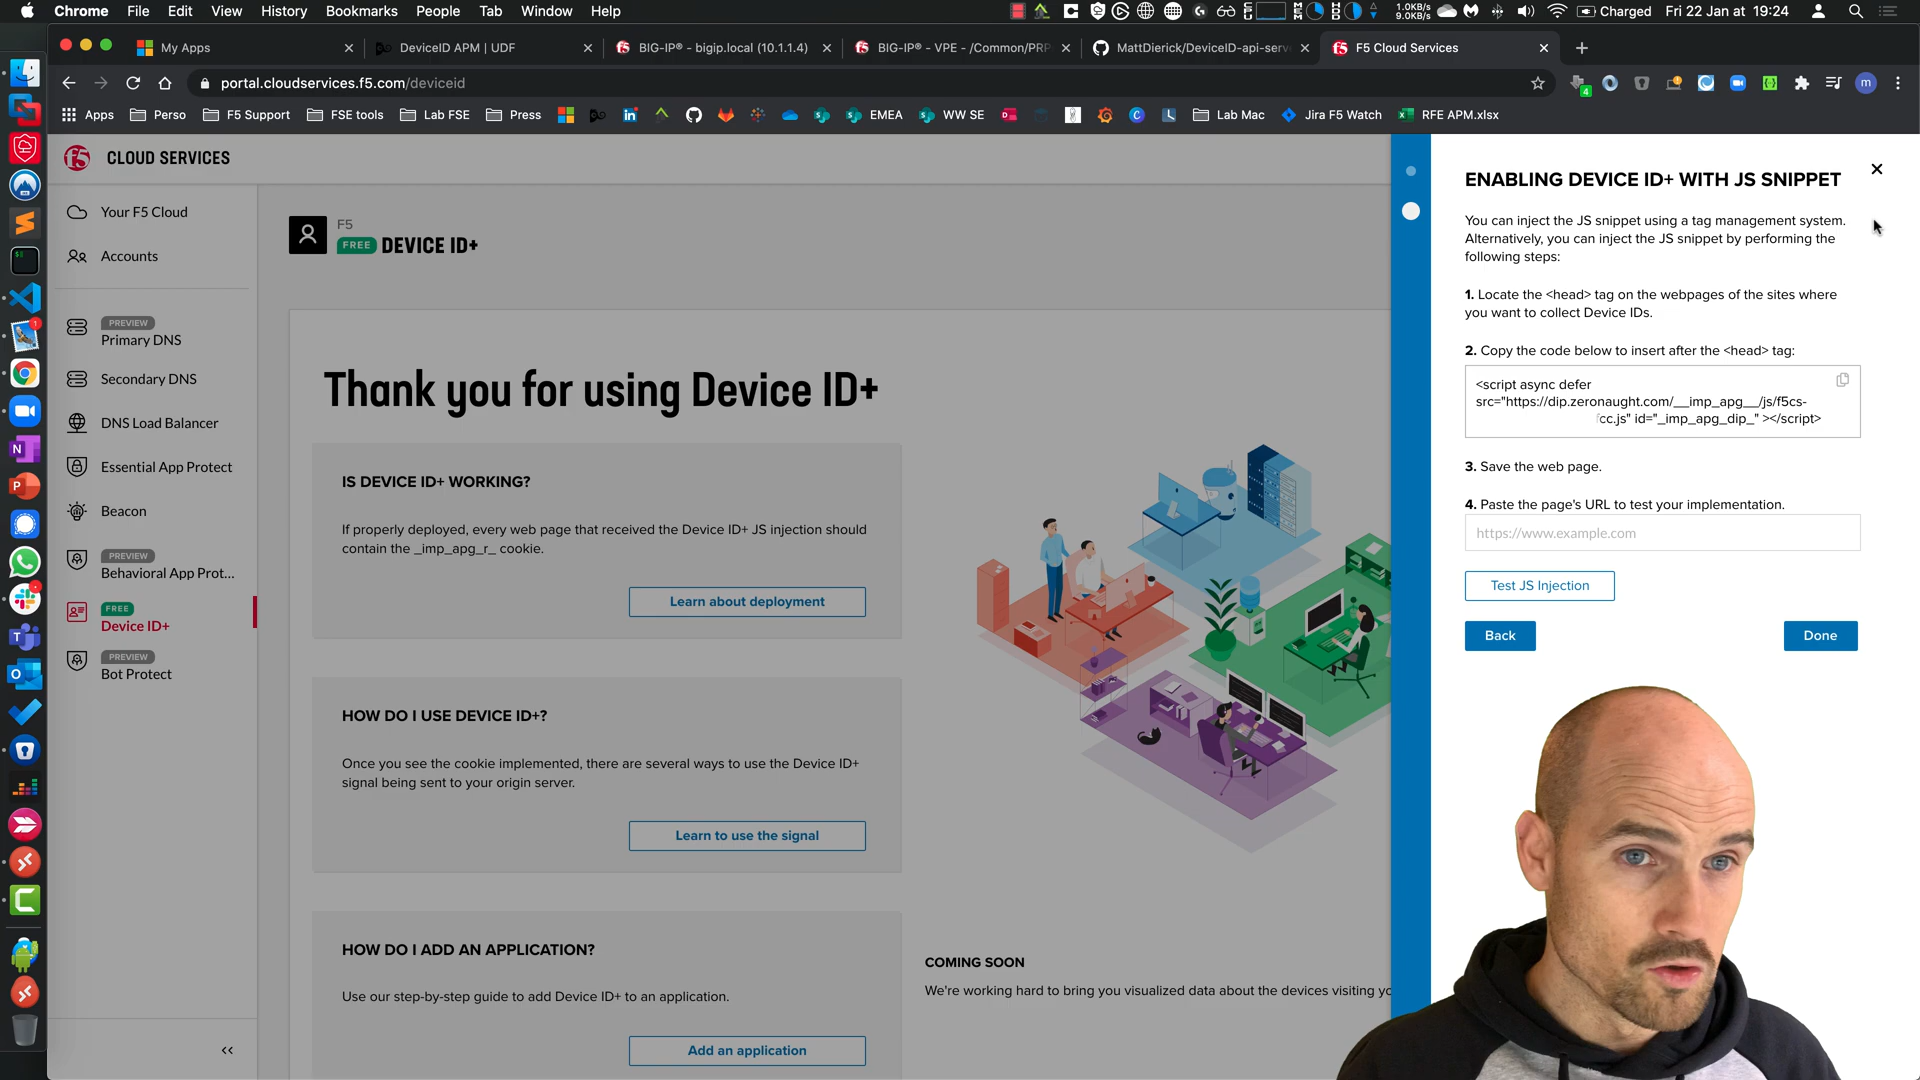 Chrome File Edit View History Bookmarks People Tab Window Help
1.0KB/s
9.0KB/s
Charged Fri 22 Jan at 19:24
My Apps
DeviceID APM | UDF
BIG-IP® - bigip.local (10.1.1.4)
BIG-IP® - VPE - /Common/PRP
MattDierick/DeviceID-api-serv
F5 Cloud Services
portal.cloudservices.f5.com/deviceid
Apps Perso F5 Support FSE tools Lab FSE Press EMEA WW SE Lab Mac Jira F5 Watch RFE APM.xlsx
CLOUD SERVICES
Your F5 Cloud
Accounts
PREVIEW
Primary DNS
Secondary DNS
DNS Load Balancer
Essential App Protect
Beacon
PREVIEW
Behavioral App Prot...
FREE
Device ID+
PREVIEW
Bot Protect
F5
FREE DEVICE ID+
Thank you for using Device ID+
IS DEVICE ID+ WORKING?
If properly deployed, every web page that received the Device ID+ JS injection should
contain the _imp_apg_r_ cookie.
Learn about deployment
HOW DO I USE DEVICE ID+?
Once you see the cookie implemented, there are several ways to use the Device ID+
signal being sent to your origin server.
Learn to use the signal
HOW DO I ADD AN APPLICATION?
Use our step-by-step guide to add Device ID+ to an application.
Add an application
COMING SOON
We're working hard to bring you visualized data about the devices visiting yo
ENABLING DEVICE ID+ WITH JS SNIPPET
You can inject the JS snippet using a tag management system.
Alternatively, you can inject the JS snippet by performing the
following steps:
1. Locate the <head> tag on the webpages of the sites where
you want to collect Device IDs.
2. Copy the code below to insert after the <head> tag:
<script async defer
src="https://dip.zeronaught.com/__imp_apg__/js/f5cs-
cc.js" id="_imp_apg_dip_" ></script>
3. Save the web page.
4. Paste the page's URL to test your implementation.
https://www.example.com
Test JS Injection
Back
Done